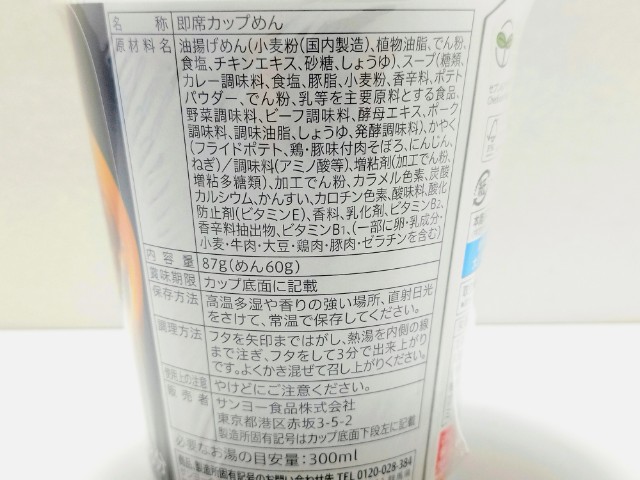 名 称 即席カップめん
原材料名 油揚げめん(小麦粉(国内製造)、植物油脂、でん粉、
食塩、チキンエキス、砂糖、しょうゆ)、スープ(糖類、
カレー調味料、食塩、豚脂、小麦粉、香辛料、ポテト
パウダー、でん粉、乳等を主要原料とする食品、
野菜調味料、ビーフ調味料、酵母エキス、ポーク
調味料、調味油脂、しょうゆ、発酵調味料)、かやく
(フライドポテト、鶏・豚味付肉そぼろ、にんじん、
ねぎ)/調味料(アミノ酸等)、増粘剤(加工でん粉、
増粘多糖類)、加工でん粉、カラメル色素、炭酸
カルシウム、かんすい、カロチン色素、酸味料、酸化
防止剤(ビタミンE)、香料、乳化剤、ビタミンB₂、
香辛料抽出物、ビタミンB₁、(一部に卵・乳成分・
小麦・牛肉・大豆・鶏肉・豚肉・ゼラチンを含む)
内 容 量 87g(めん60g)
賞味期限 カップ底面に記載
保存方法 高温多湿や香りの強い場所、直射日光
をさけて、常温で保存してください。
調理方法 フタを矢印まではがし、熱湯を内側の線
まで注ぎ、フタをして3分で出来上がり
です。よくかき混ぜて召し上がりください。
使用上の注意 やけどにご注意ください。
販 売 者 サンヨー食品株式会社
東京都港区赤坂3-5-2
製造所固有記号はカップ底面下段左に記載
必要なお湯の目安量:300ml
商品、製造所固有記号のお問い合わせ先 TEL 0120-028-384